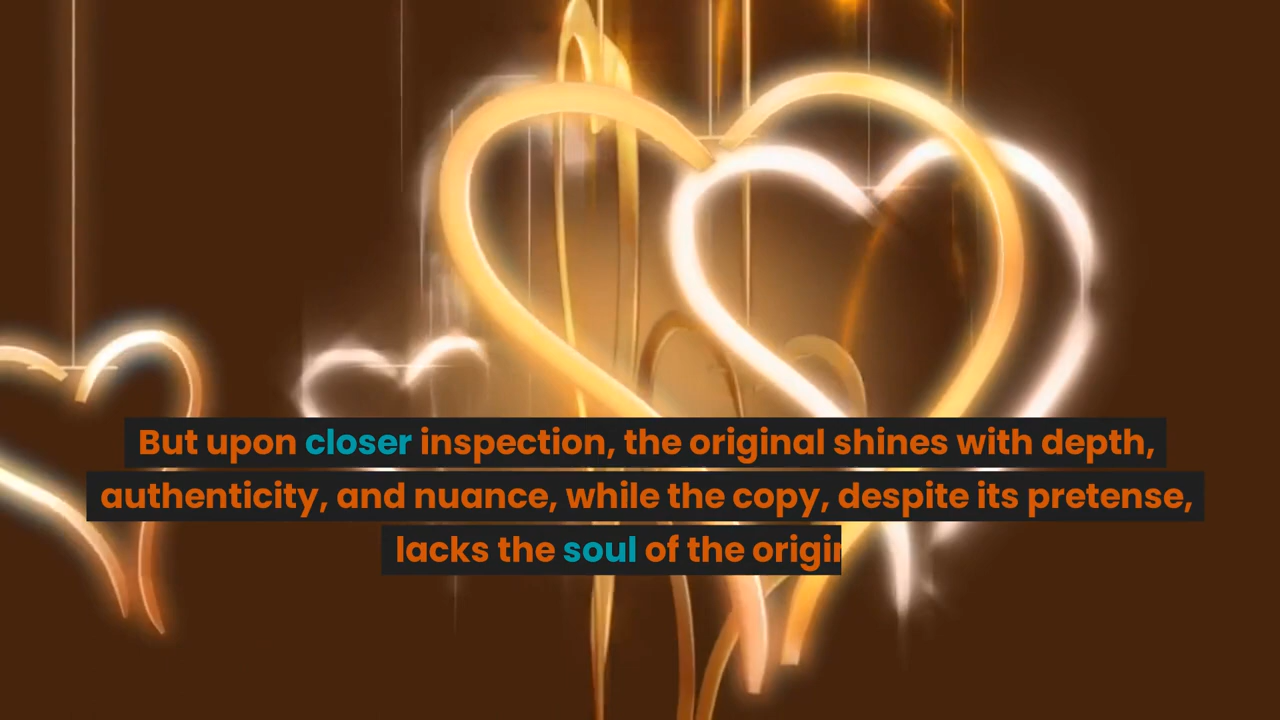 But upon closer inspection, the original shines with depth,
authenticity, and nuance, while the copy, despite its pretense,
lacks the soul of the origin